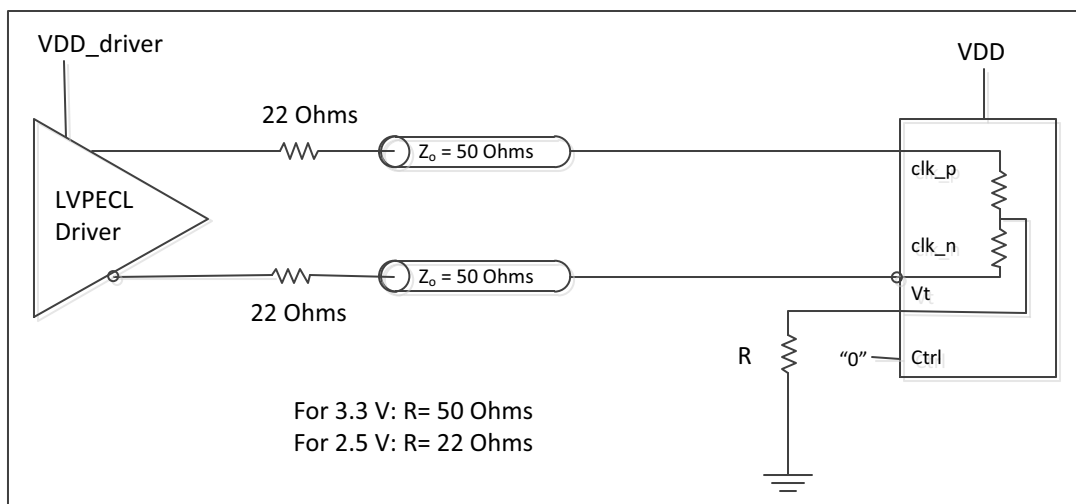 VDD_driver
VDD
22 Ohms
Zo = 50 Ohms
clk_p
LVPECL
Driver
clk_n
Zo = 50 Ohms
Vt
22 Ohms
R
“0”
Ctrl
For 3.3 V: R= 50 Ohms
For 2.5 V: R= 22 Ohms